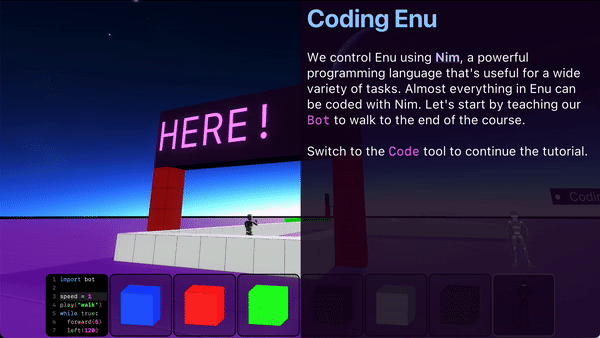 Coding Enu
We control Enu using Nim, a powerful
programming language that's useful for a wide
variety of tasks. Almost everything in Enu can
be coded with Nim. Let's start by teaching our
Bot to walk to the end of the course.
Switch to the Code tool to continue the tutorial.
HERE!
Codin
1 import bot
2
3 speed = 1
4 play("walk")
5 while true:
6 forward(5)
7 left(120)